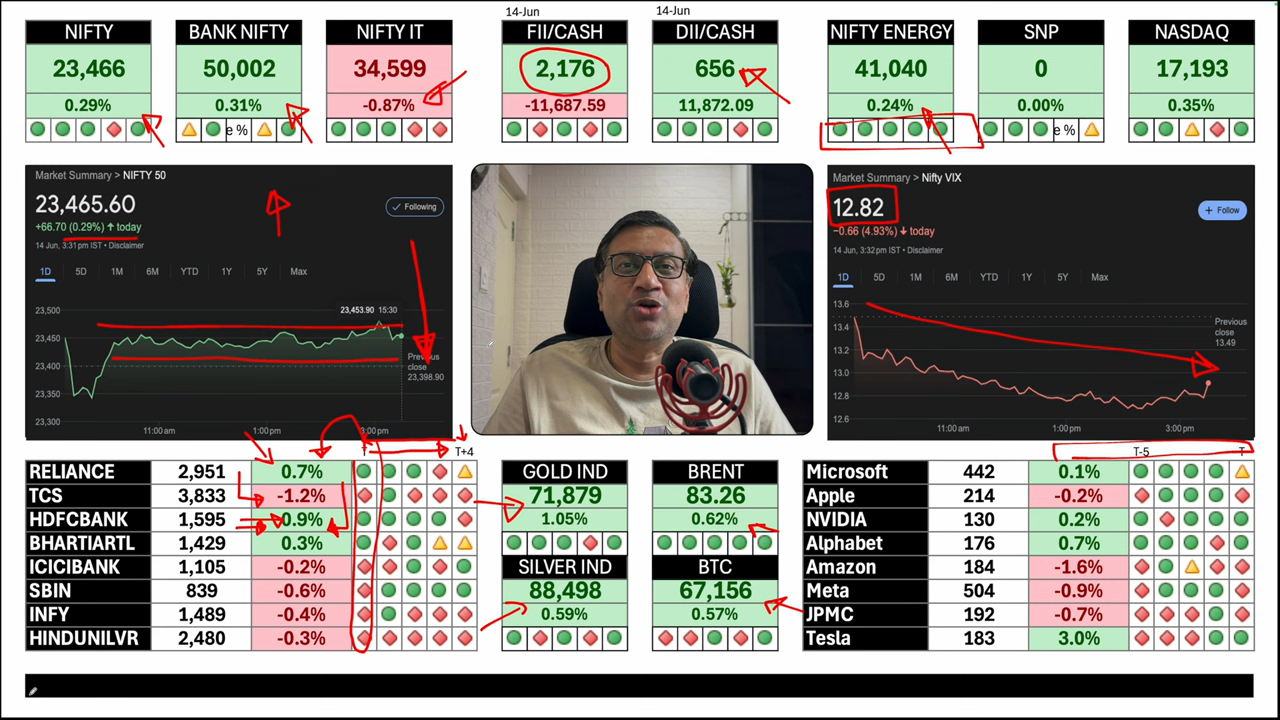 14-Jun
14-Jun
NIFTY
BANK NIFTY
NIFTY IT
FII/CASH
DII/CASH
NIFTY ENERGY
SNP
NASDAQ
23,466
50,002
34,599
2,176
656
41,040
0
17,193
0.29%
0.31%
-0.87%
-11,687.59
11,872.09
0.24%
0.00%
0.35%
e %
e %
Market Summary > NIFTY 50
23,465.60
Following
+66.70 (0.29%) ↑ today
14 Jun, 3:31 pm IST • Disclaimer
1D 5D 1M 6M YTD 1Y 5Y Max
23,453.90 15:30
23,500
23,450
23,400
23,300
Previous
close
23,398.90
11:00 am 1:00 pm 3:00 pm
Market Summary > Nifty VIX
12.82
+ Follow
−0.66 (4.93%) ↓ today
14 Jun, 3:32 pm IST • Disclaimer
1D 5D 1M 6M YTD 1Y 5Y Max
13.6
13.4
13.2
13.0
12.8
12.6
Previous
close
13.49
11:00 am 1:00 pm 3:00 pm
T T+4
RELIANCE 2,951 0.7%
TCS 3,833 -1.2%
HDFCBANK 1,595 0.9%
BHARTIARTL 1,429 0.3%
ICICIBANK 1,105 -0.2%
SBIN 839 -0.6%
INFY 1,489 -0.4%
HINDUNILVR 2,480 -0.3%
GOLD IND
71,879
1.05%
BRENT
83.26
0.62%
SILVER IND
88,498
0.59%
BTC
67,156
0.57%
T-5 T
Microsoft 442 0.1%
Apple 214 -0.2%
NVIDIA 130 0.2%
Alphabet 176 0.7%
Amazon 184 -1.6%
Meta 504 -0.9%
JPMC 192 -0.7%
Tesla 183 3.0%